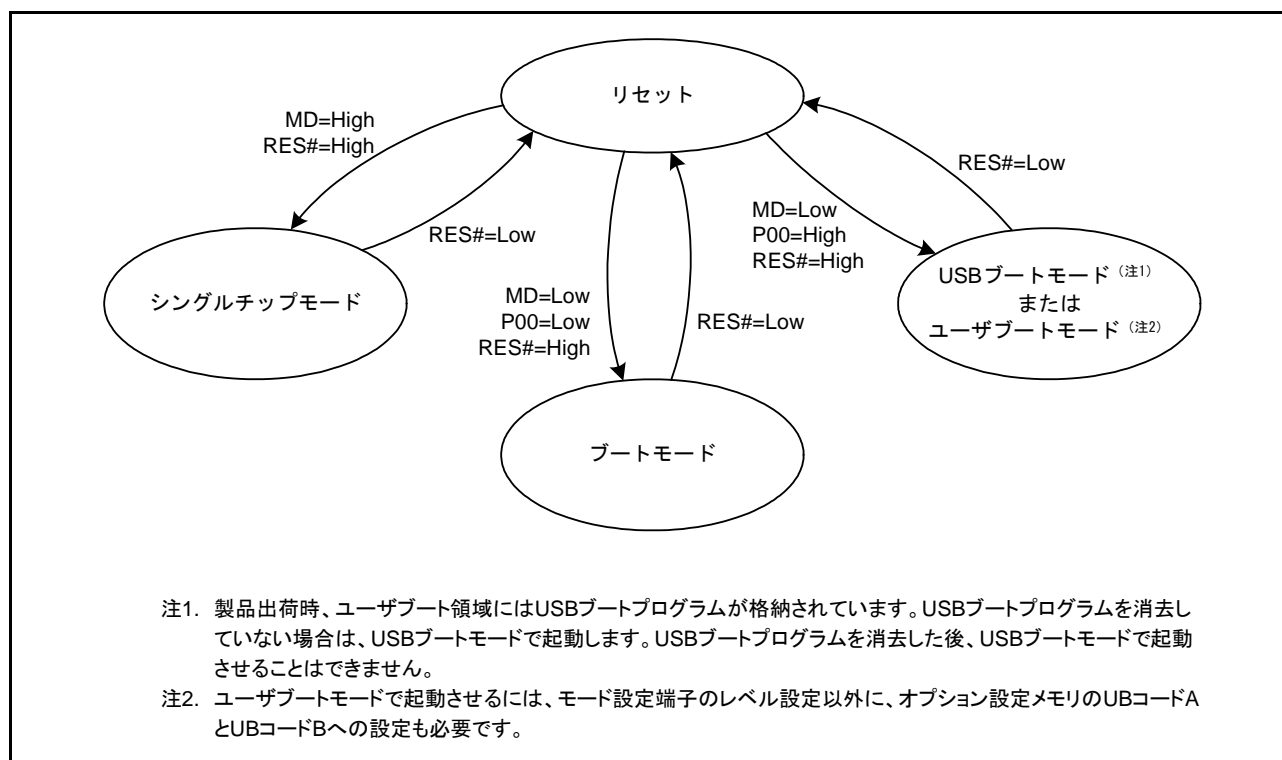 リセット
MD=High
RES#=High
RES#=Low
RES#=Low
MD=Low
P00=High
RES#=High
シングルチップモード
MD=Low
P00=Low
RES#=High
RES#=Low
USBブートモード（注1）
または
ユーザブートモード（注2）
ブートモード
注1. 製品出荷時、ユーザブート領域にはUSBブートプログラムが格納されています。USBブートプログラムを消去し
ていない場合は、USBブートモードで起動します。USBブートプログラムを消去した後、USBブートモードで起動
させることはできません。
注2. ユーザブートモードで起動させるには、モード設定端子のレベル設定以外に、オプション設定メモリのUBコードA
とUBコードBへの設定も必要です。